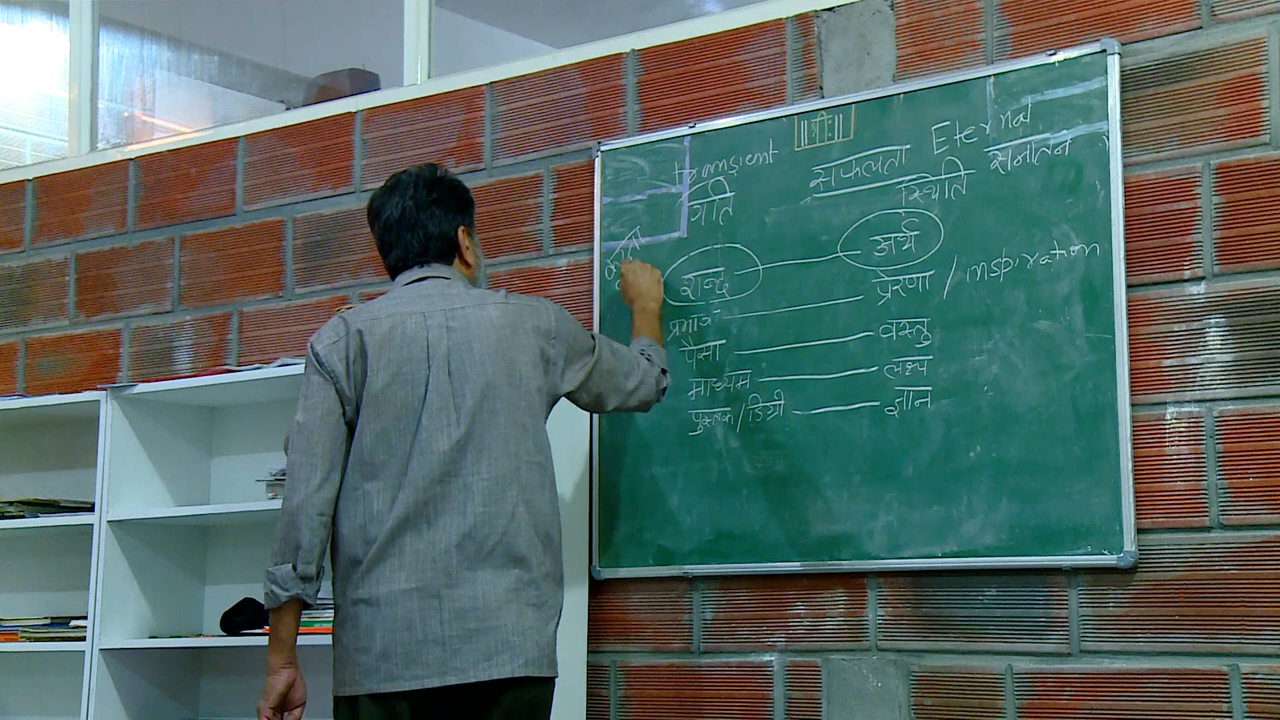 ॥श्रीः॥
transient सफलता Eternal
गति स्थिति सनातन
शब्द — अर्थ
प्रभाव — प्रेरणा / inspiration
पैसा — वस्तु
माध्यम — लक्ष्य
पुस्तक / डिग्री — ज्ञान